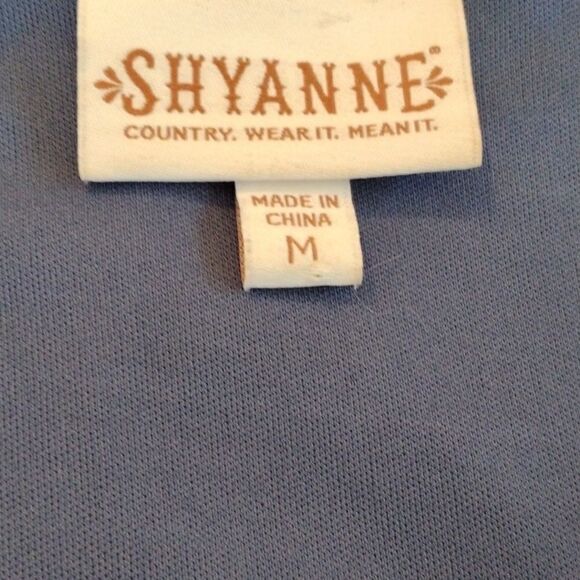 SHYANNE®
COUNTRY. WEAR IT. MEAN IT.
MADE IN
CHINA
M